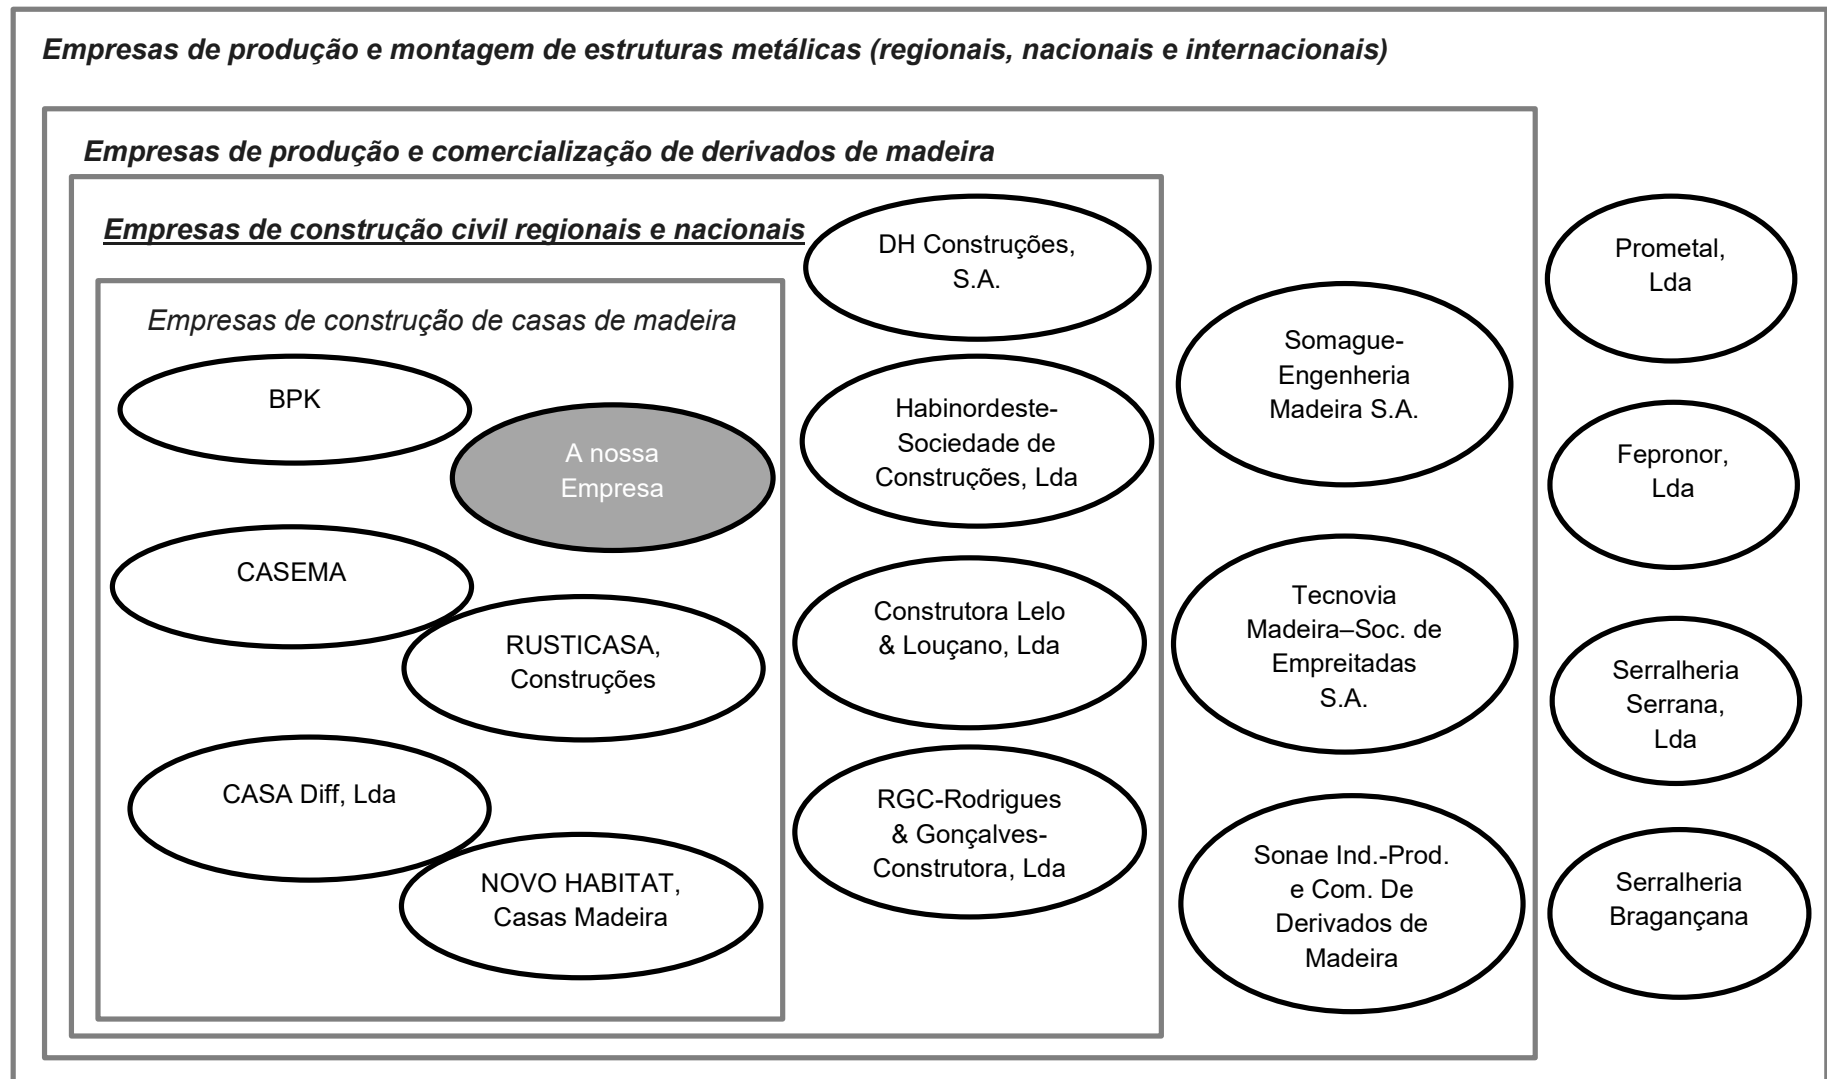 Empresas de produção e montagem de estruturas metálicas (regionais, nacionais e internacionais)
Empresas de produção e comercialização de derivados de madeira
Empresas de construção civil regionais e nacionais
Empresas de construção de casas de madeira
BPK
A nossa
Empresa
CASEMA
RUSTICASA,
Construções
CASA Diff, Lda
NOVO HABITAT,
Casas Madeira
DH Construções,
S.A.
Habinordeste-
Sociedade de
Construções, Lda
Construtora Lelo
& Louçano, Lda
RGC-Rodrigues
& Gonçalves-
Construtora, Lda
Somague-
Engenheria
Madeira S.A.
Tecnovia
Madeira–Soc. de
Empreitadas
S.A.
Sonae Ind.-Prod.
e Com. De
Derivados de
Madeira
Prometal,
Lda
Fepronor,
Lda
Serralheria
Serrana,
Lda
Serralheria
Bragançana